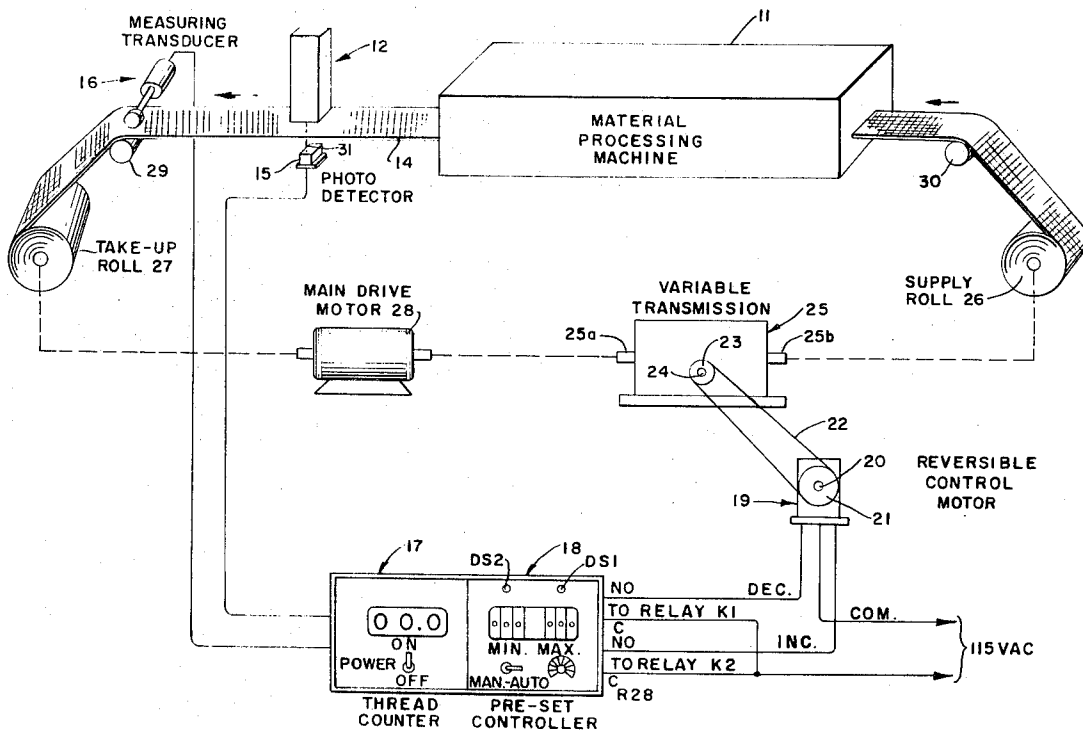 MEASURING
TRANSDUCER
16
12
11
MATERIAL
PROCESSING
MACHINE
29
15
31
14
PHOTO
DETECTOR
30
TAKE-UP
ROLL 27
SUPPLY
ROLL 26
MAIN DRIVE
MOTOR 28
VARIABLE
TRANSMISSION
25
25a
25b
23
24
22
20
19
21
REVERSIBLE
CONTROL
MOTOR
17
18
DS2
DS1
NO
DEC.
TO RELAY K1
C
COM.
NO
INC.
TO RELAY K2
C
R28
115 VAC
0 0.0
ON
POWER
OFF
MIN. MAX.
MAN.-AUTO
THREAD
COUNTER
PRE-SET
CONTROLLER